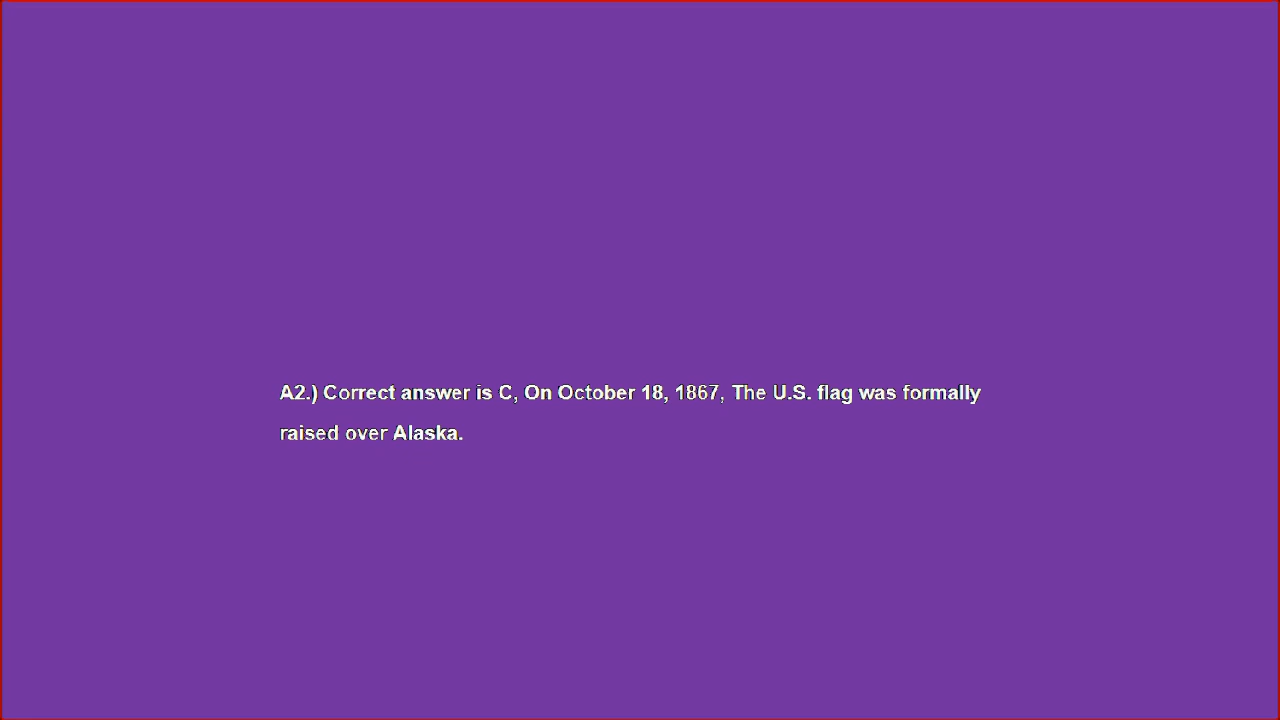 A2.) Correct answer is C, On October 18, 1867, The U.S. flag was formally
raised over Alaska.